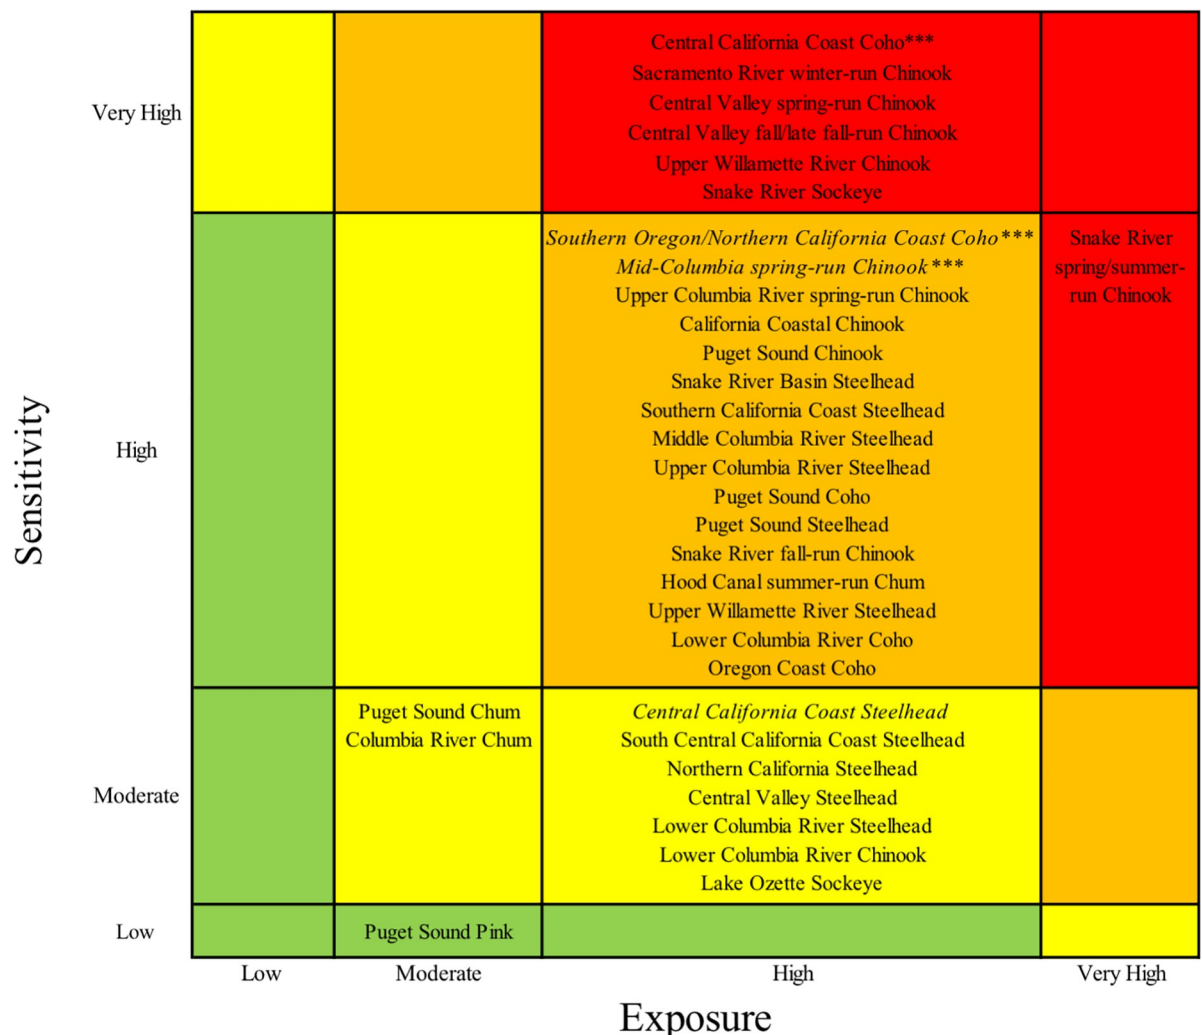 Central California Coast Coho***
Sacramento River winter-run Chinook
Central Valley spring-run Chinook
Central Valley fall/late fall-run Chinook
Upper Willamette River Chinook
Snake River Sockeye
Very High
Southern Oregon/Northern California Coast Coho***
Mid-Columbia spring-run Chinook***
Upper Columbia River spring-run Chinook
California Coastal Chinook
Puget Sound Chinook
Snake River Basin Steelhead
Southern California Coast Steelhead
Middle Columbia River Steelhead
Upper Columbia River Steelhead
Puget Sound Coho
Puget Sound Steelhead
Snake River fall-run Chinook
Hood Canal summer-run Chum
Upper Willamette River Steelhead
Lower Columbia River Coho
Oregon Coast Coho
Snake River
spring/summer-
run Chinook
High
Sensitivity
Puget Sound Chum
Columbia River Chum
Central California Coast Steelhead
South Central California Coast Steelhead
Northern California Steelhead
Central Valley Steelhead
Lower Columbia River Steelhead
Lower Columbia River Chinook
Lake Ozette Sockeye
Moderate
Low
Puget Sound Pink
Low
Moderate
High
Very High
Exposure